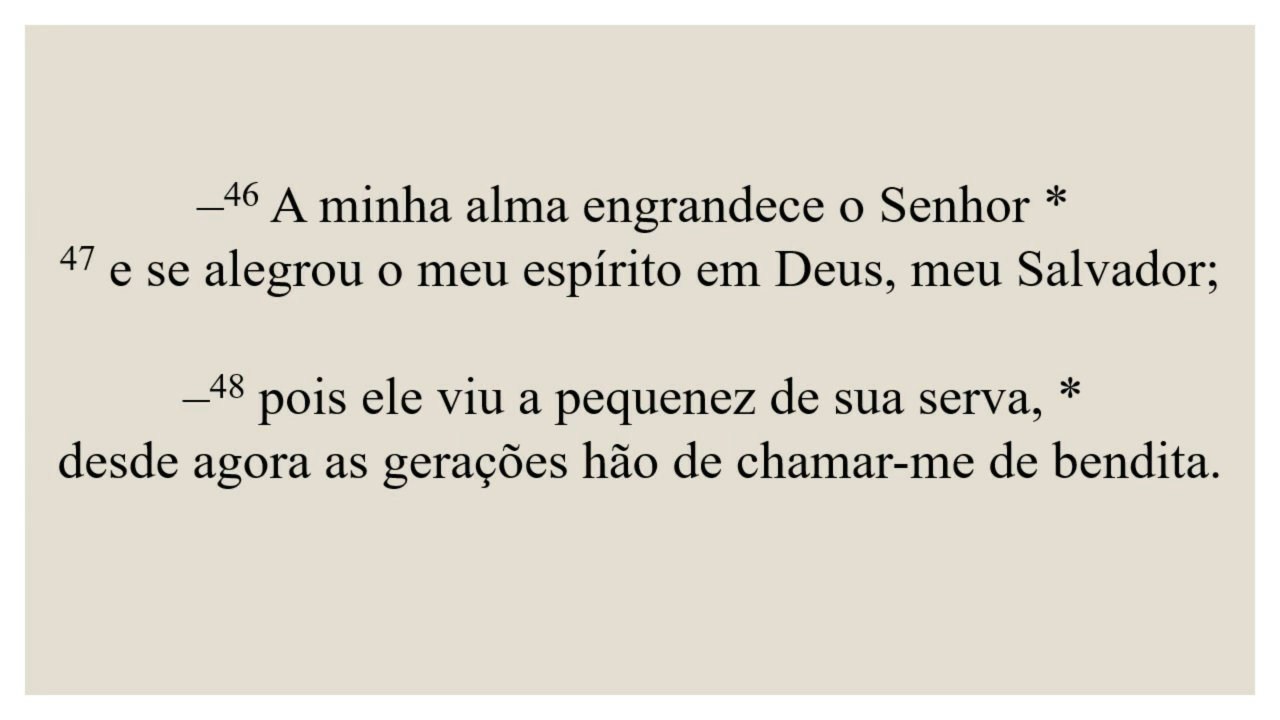 –⁴⁶ A minha alma engrandece o Senhor *
⁴⁷ e se alegrou o meu espírito em Deus, meu Salvador;
–⁴⁸ pois ele viu a pequenez de sua serva, *
desde agora as gerações hão de chamar-me de bendita.